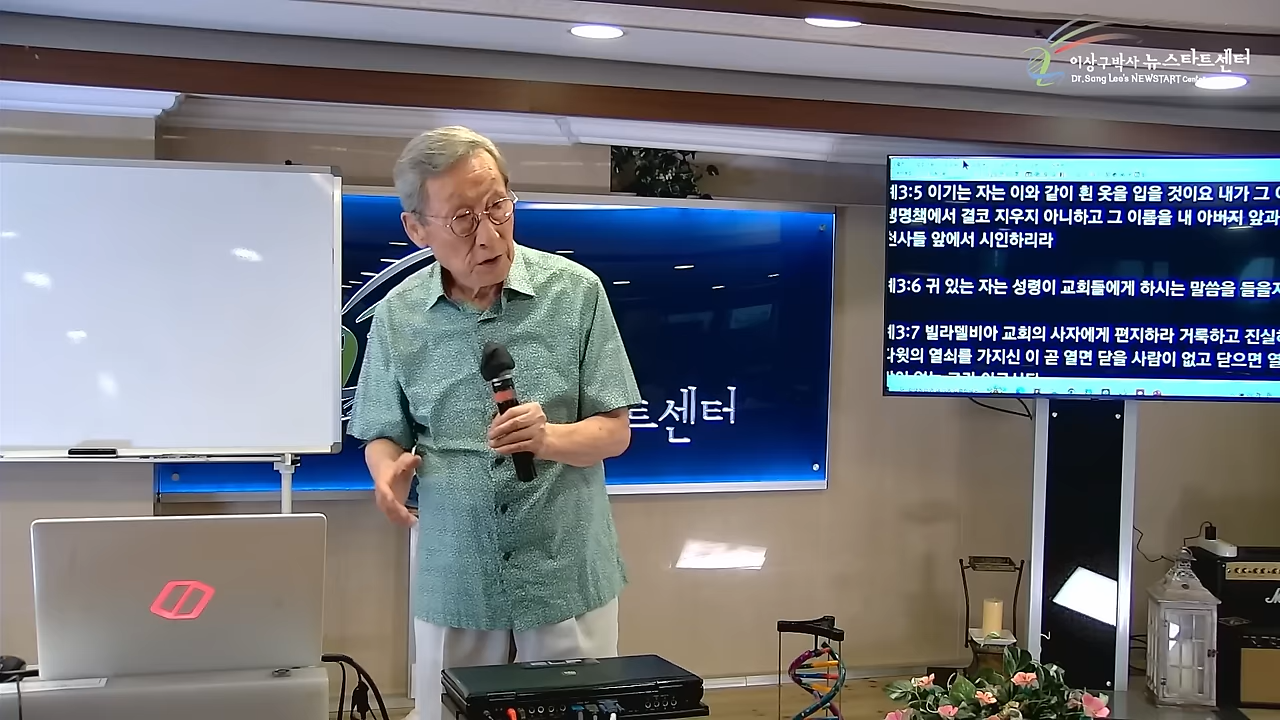 이상구박사 뉴스타트센터
Dr.Sang Lee's NEWSTART Center
계3:5 이기는 자는 이와 같이 흰 옷을 입을 것이요 내가 그
생명책에서 결코 지우지 아니하고 그 이름을 내 아버지 앞과
천사들 앞에서 시인하리라
계3:6 귀 있는 자는 성령이 교회들에게 하시는 말씀을 들을지
계3:7 빌라델비아 교회의 사자에게 편지하라 거룩하고 진실하
다윗의 열쇠를 가지신 이 곧 열면 닫을 사람이 없고 닫으면 열
트센터